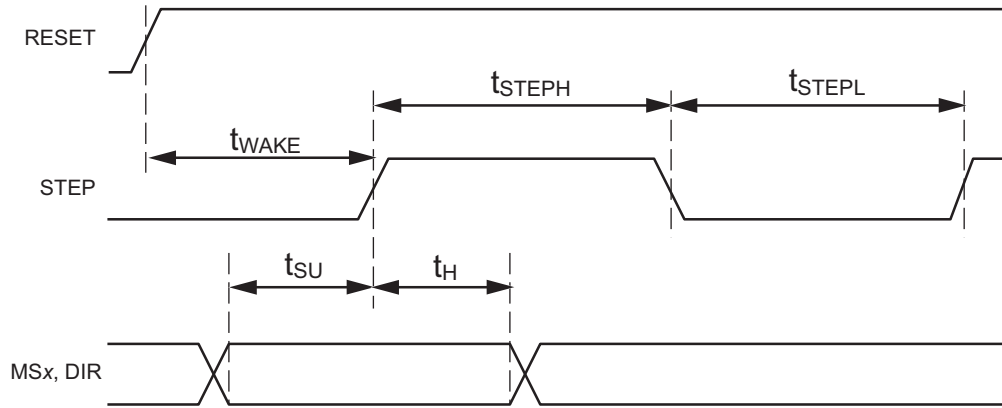 RESET
tSTEPH
tSTEPL
tWAKE
STEP
tSU
tH
MSx, DIR